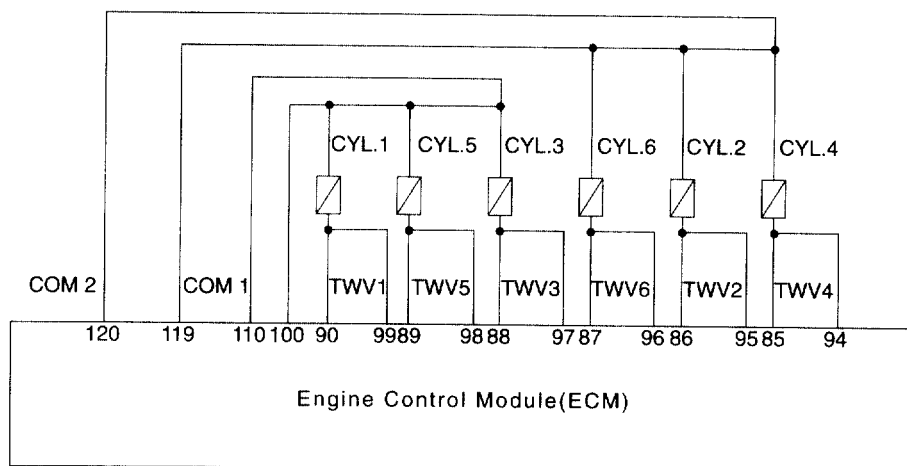 CYL.1 CYL.5 CYL.3 CYL.6 CYL.2 CYL.4
COM 2 COM 1 TWV1 TWV5 TWV3 TWV6 TWV2 TWV4
120 119 110 100 90 99 89 98 88 97 87 96 86 95 85 94
Engine Control Module(ECM)